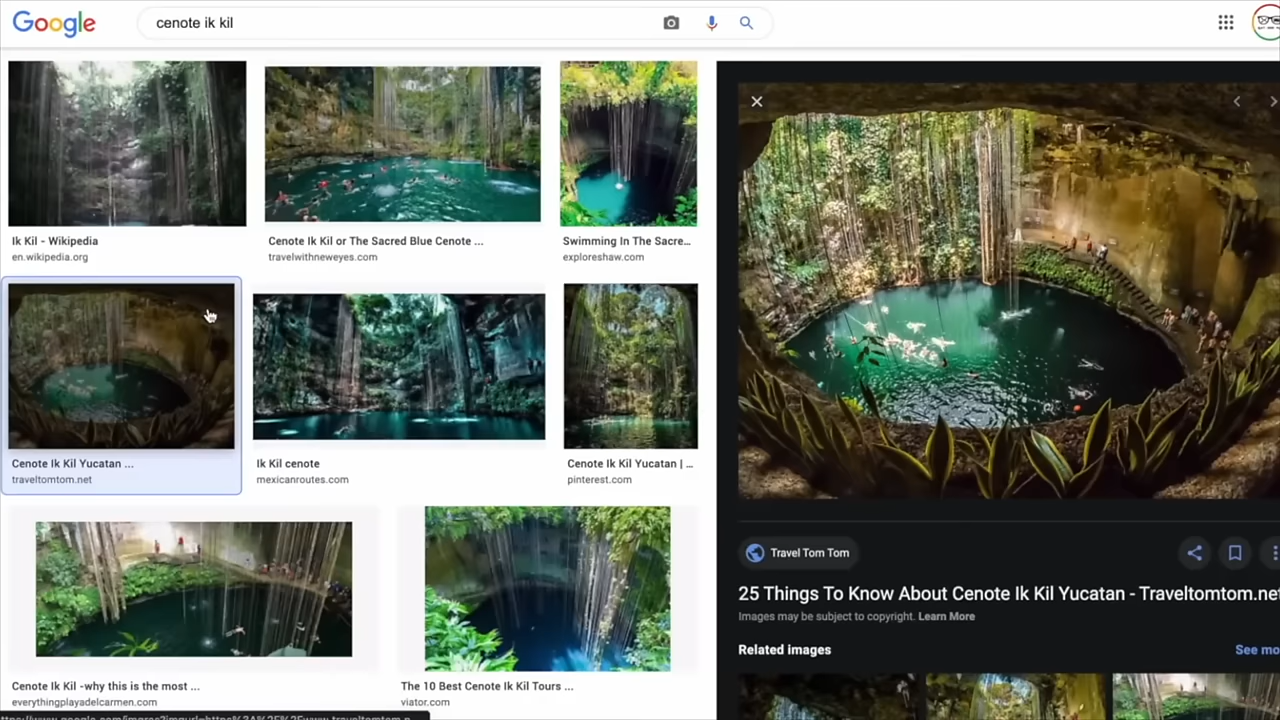 Google
cenote ik kil
Ik Kil - Wikipedia
en.wikipedia.org
Cenote Ik Kil or The Sacred Blue Cenote ...
travelwithneweyes.com
Swimming In The Sacre...
exploreshaw.com
Cenote Ik Kil Yucatan ...
traveltomtom.net
Ik Kil cenote
mexicanroutes.com
Cenote Ik Kil Yucatan | ...
pinterest.com
Cenote Ik Kil -why this is the most ...
everythingplayadelcarmen.com
The 10 Best Cenote Ik Kil Tours ...
viator.com
Travel Tom Tom
25 Things To Know About Cenote Ik Kil Yucatan - Traveltomtom.net
Images may be subject to copyright. Learn More
Related images
See mo